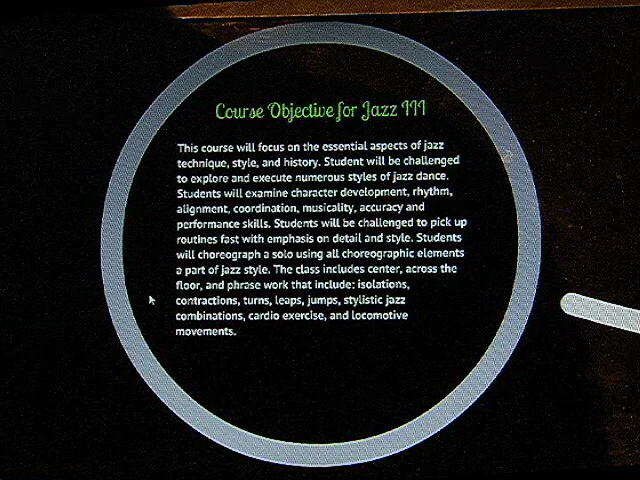 Course Objective for Jazz III
This course will focus on the essential aspects of jazz
technique, style, and history. Student will be challenged
to explore and execute numerous styles of jazz dance.
Students will examine character development, rhythm,
alignment, coordination, musicality, accuracy and
performance skills. Students will be challenged to pick up
routines fast with emphasis on detail and style. Students
will choreograph a solo using all choreographic elements
a part of jazz style. The class includes center, across the
floor, and phrase work that include: isolations,
contractions, turns, leaps, jumps, stylistic jazz
combinations, cardio exercise, and locomotive
movements.